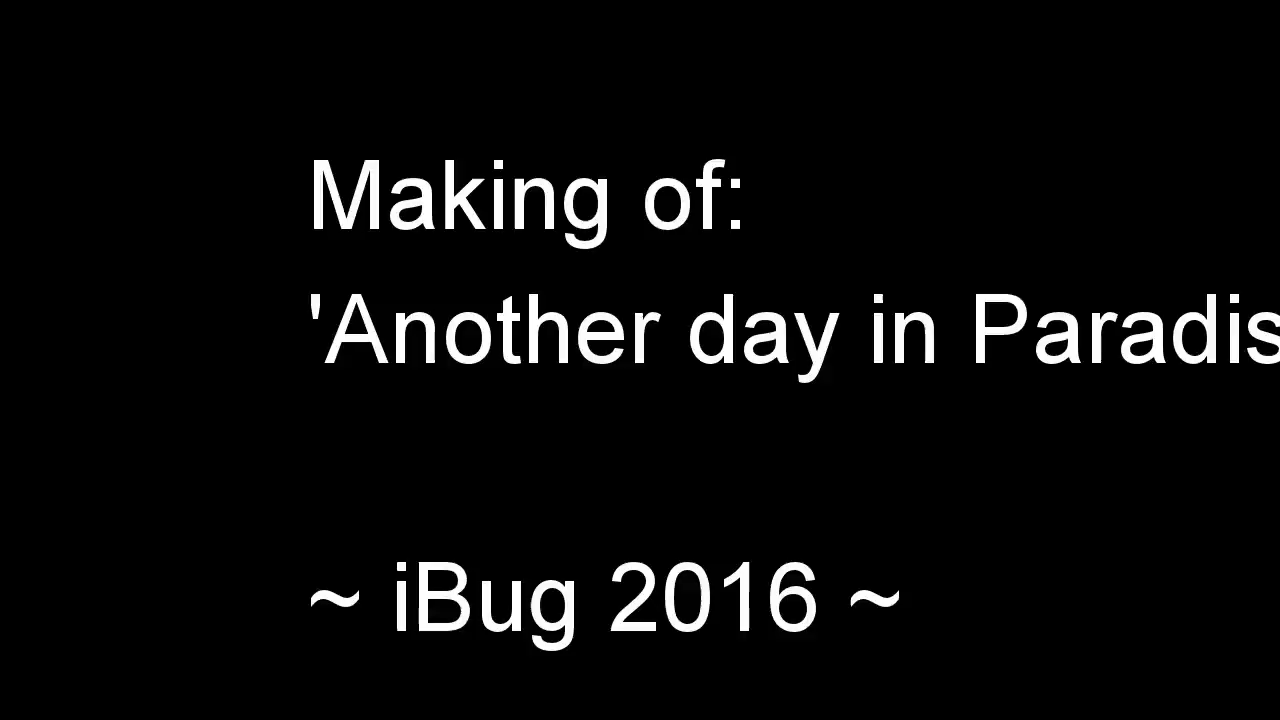 Making of:
'Another day in Paradis
~ iBug 2016 ~